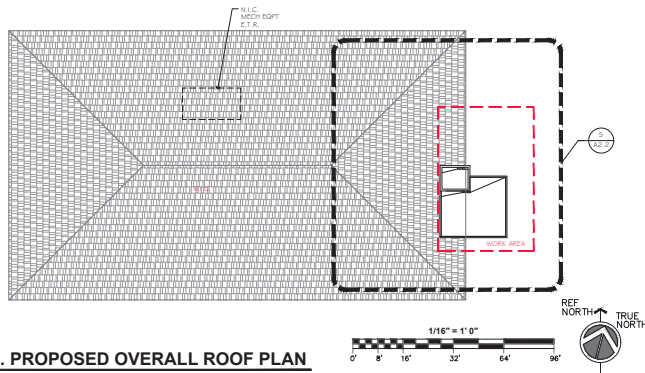 N.I.C.
MECH EQPT
E.T.R.
5
A2.2
N.I.C.
WORK AREA
REF
NORTH
TRUE
NORTH
1/16" = 1' 0"
0' 8' 16' 32' 64' 96'
. PROPOSED OVERALL ROOF PLAN